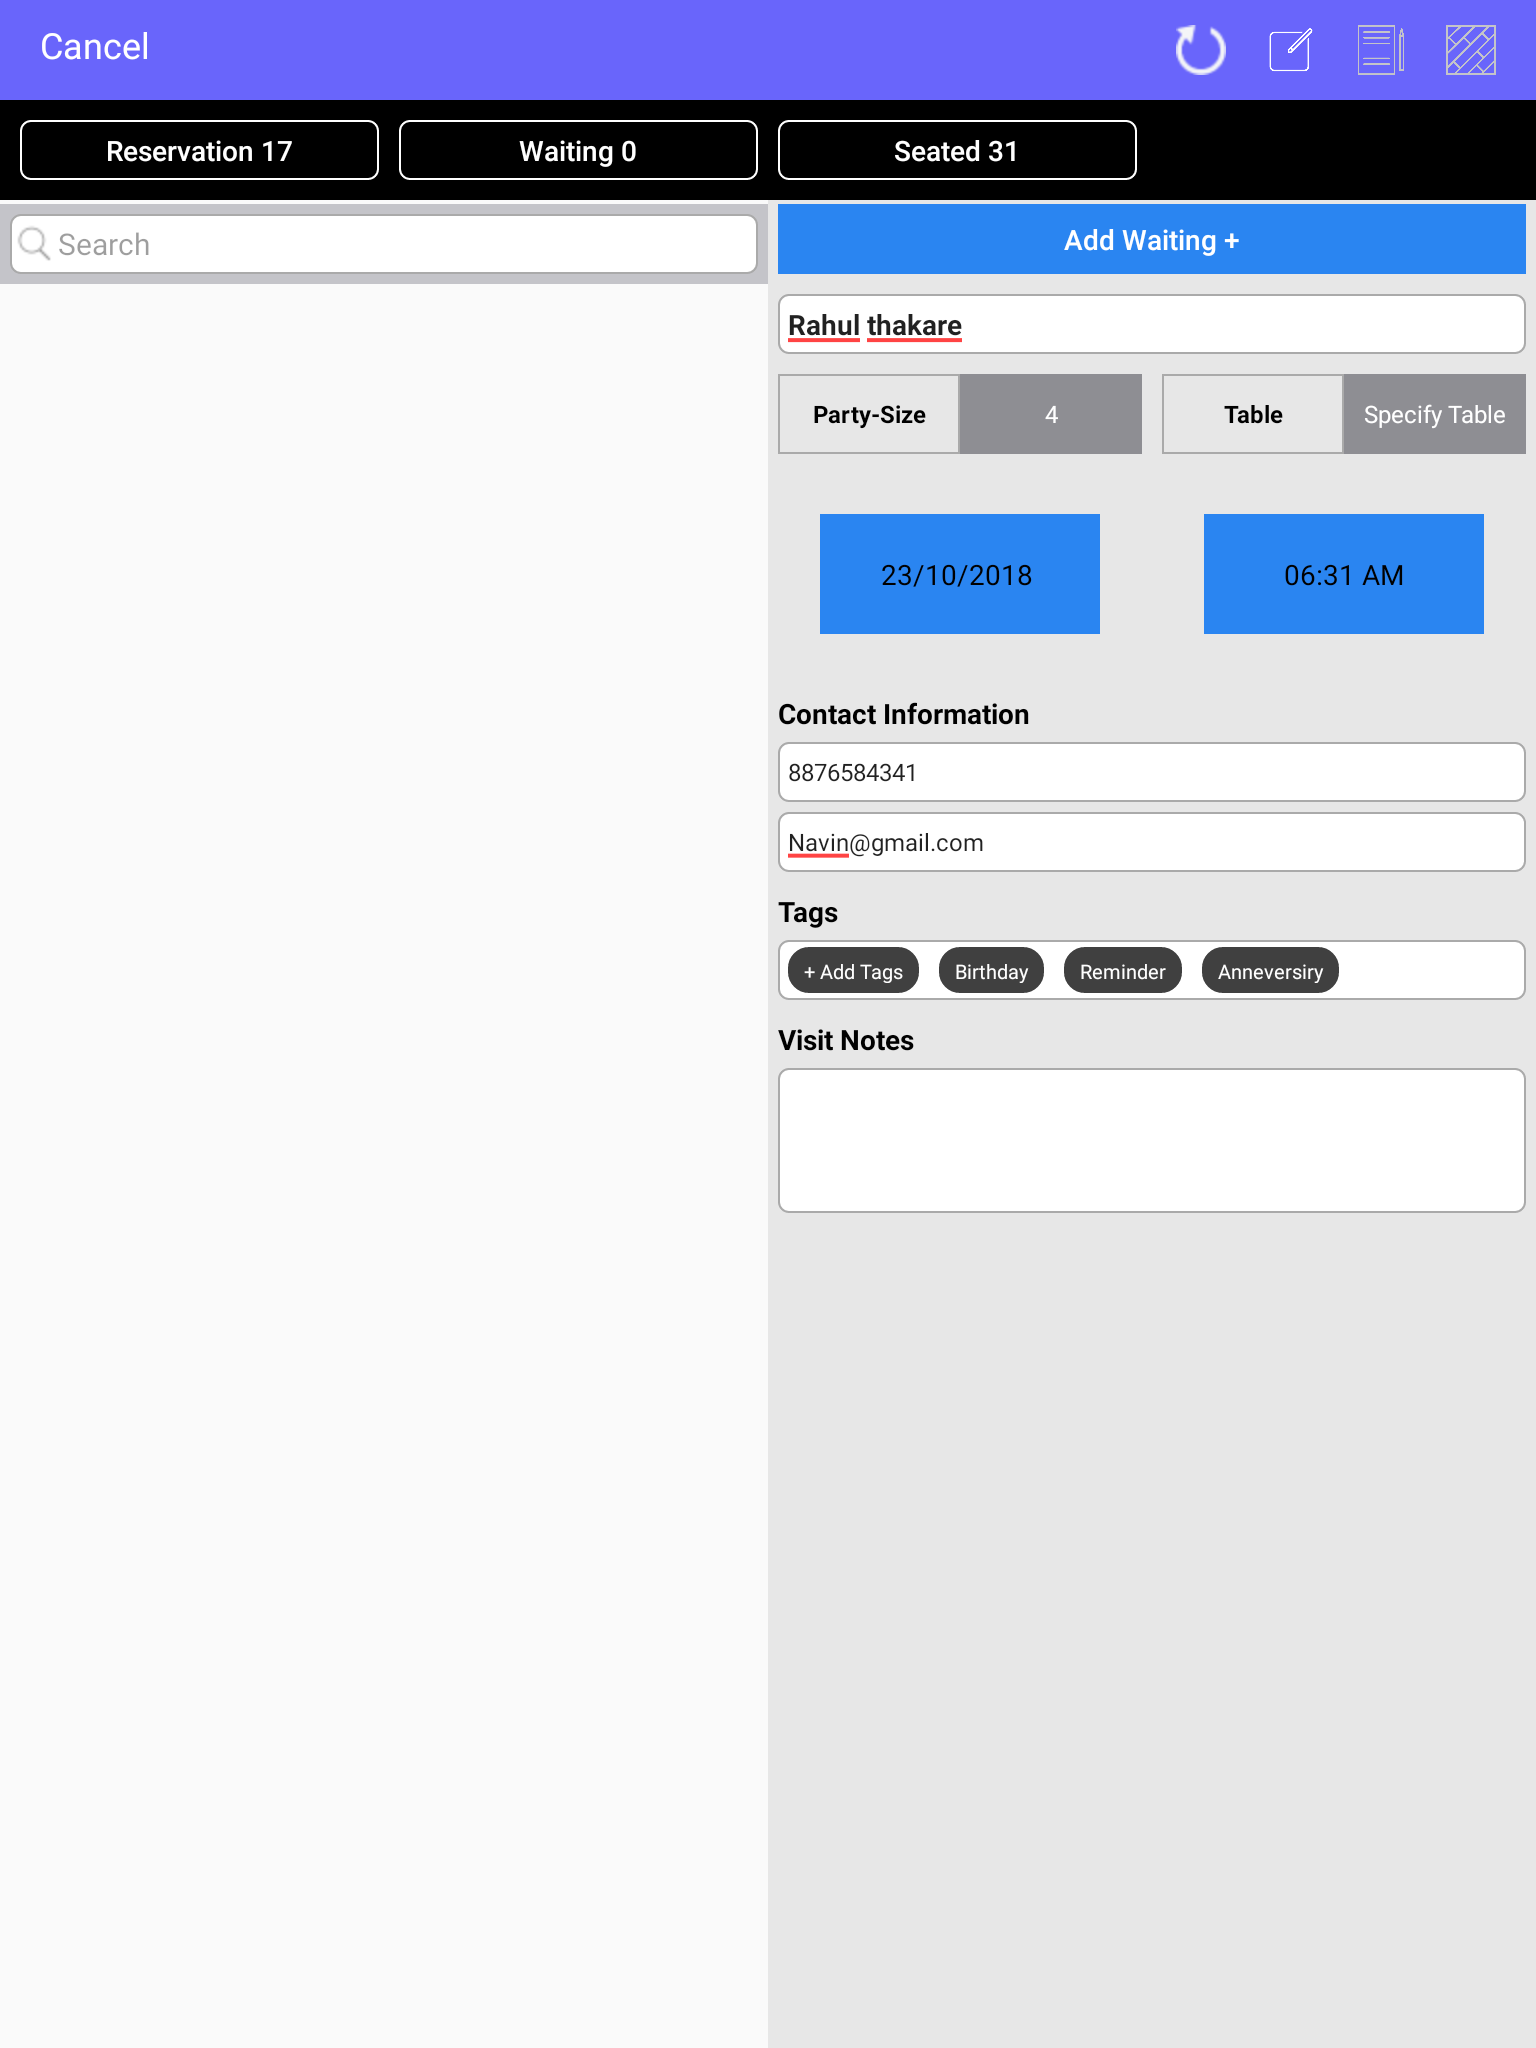 Cancel
Reservation 17
Waiting 0
Seated 31
Search
Add Waiting +
Rahul thakare
Party-Size
4
Table
Specify Table
23/10/2018
06:31 AM
Contact Information
8876584341
Navin@gmail.com
Tags
+ Add Tags
Birthday
Reminder
Anneversiry
Visit Notes